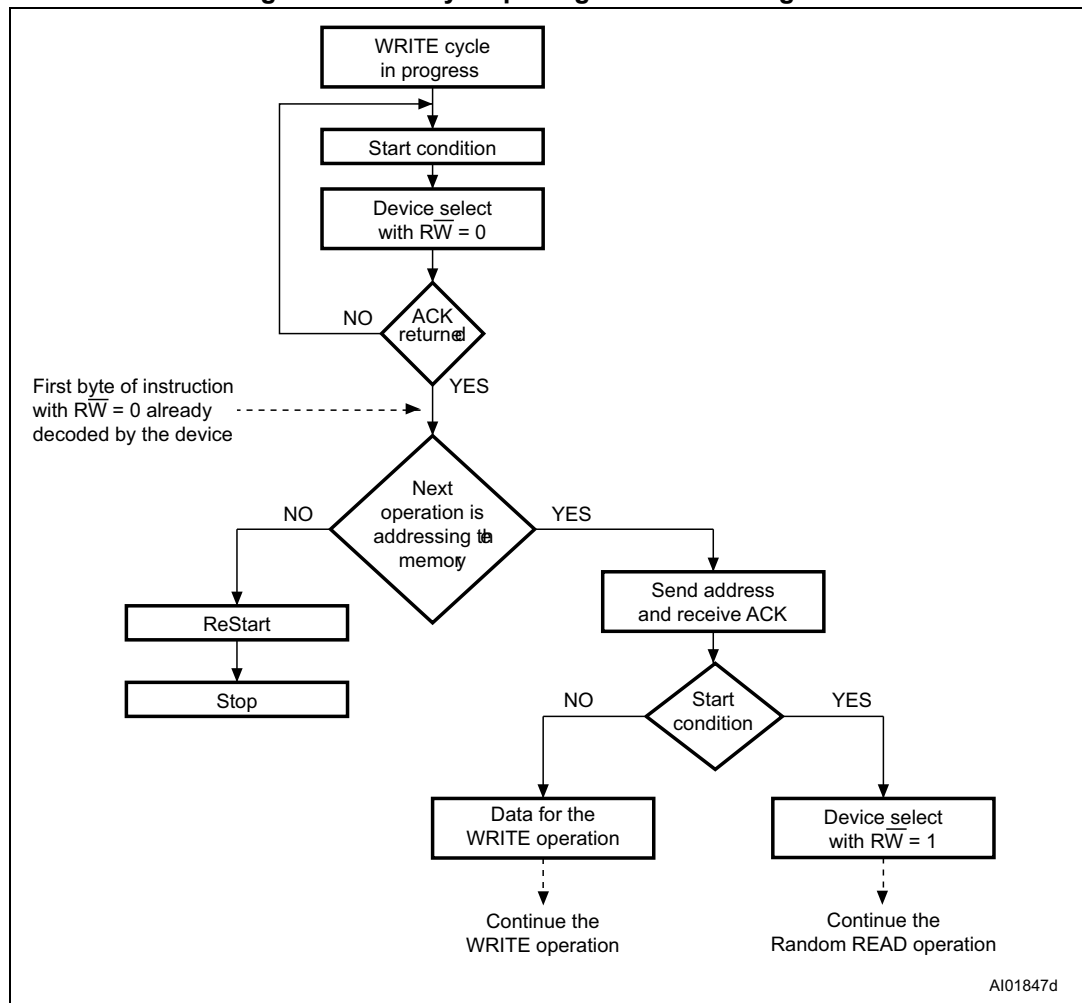 WRITE cycle
in progress
Start condition
Device select
with RW̅ = 0
ACK
returned
NO
YES
First byte of instruction
with RW̅ = 0 already
decoded by the device
Next
operation is
addressing the
memory
NO
YES
Send address
and receive ACK
ReStart
Stop
Start
condition
NO
YES
Data for the
WRITE operation
Device select
with RW̅ = 1
Continue the
WRITE operation
Continue the
Random READ operation
AI01847d